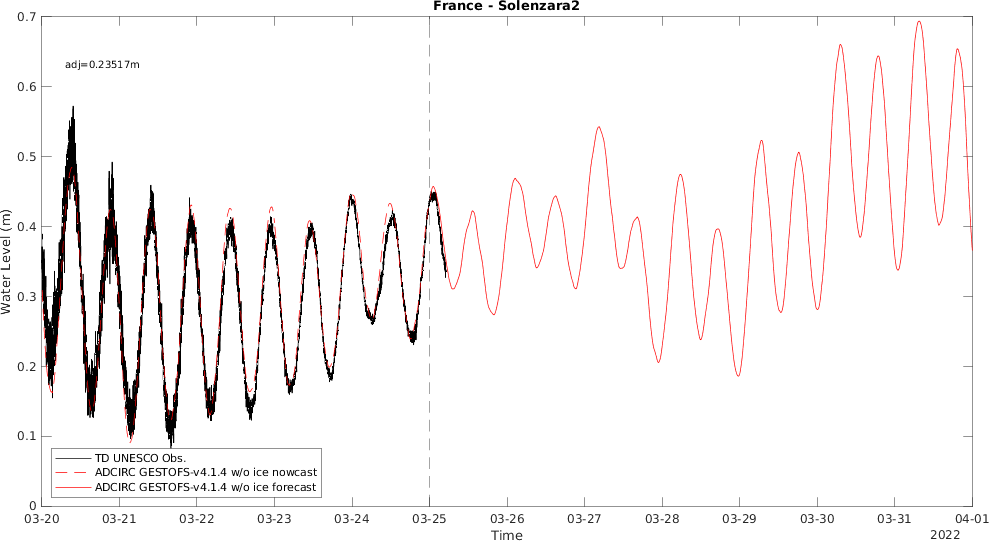 France - Solenzara2
adj=0.23517m
Water Level (m)
0.7
0.6
0.5
0.4
0.3
0.2
0.1
0
TD UNESCO Obs.
ADCIRC GESTOFS-v4.1.4 w/o ice nowcast
ADCIRC GESTOFS-v4.1.4 w/o ice forecast
03-20 03-21 03-22 03-23 03-24 03-25 03-26 03-27 03-28 03-29 03-30 03-31 04-01
Time
2022